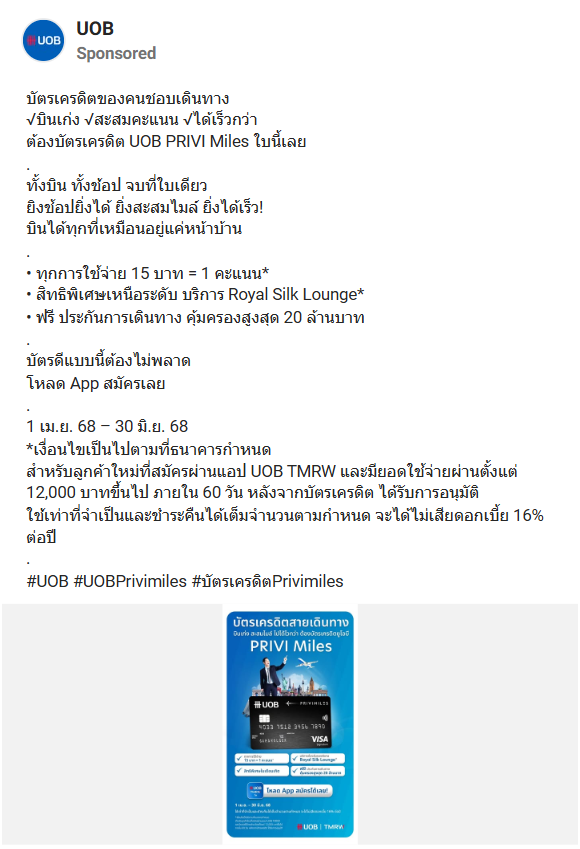 UOB
UOB
Sponsored
บัตรเครดิตของคนชอบเดินทาง
√บินเก่ง √สะสมคะแนน √ได้เร็วกว่า
ต้องบัตรเครดิต UOB PRIVI Miles ใบนี้เลย
.
ทั้งบิน ทั้งช้อป จบที่ใบเดียว
ยิงช้อปยิ่งได้ ยิ่งสะสมไมล์ ยิ่งได้เร็ว!
บินได้ทุกที่เหมือนอยู่แค่หน้าบ้าน
.
• ทุกการใช้จ่าย 15 บาท = 1 คะแนน*
• สิทธิพิเศษเหนือระดับ บริการ Royal Silk Lounge*
• ฟรี ประกันการเดินทาง คุ้มครองสูงสุด 20 ล้านบาท
.
บัตรดีแบบนี้ต้องไม่พลาด
โหลด App สมัครเลย
.
1 เม.ย. 68 – 30 มิ.ย. 68
*เงื่อนไขเป็นไปตามที่ธนาคารกำหนด
สำหรับลูกค้าใหม่ที่สมัครผ่านแอป UOB TMRW และมียอดใช้จ่ายผ่านตั้งแต่
12,000 บาทขึ้นไป ภายใน 60 วัน หลังจากบัตรเครดิต ได้รับการอนุมัติ
ใช้เท่าที่จำเป็นและชำระคืนได้เต็มจำนวนตามกำหนด จะได้ไม่เสียดอกเบี้ย 16%
ต่อปี
.
#UOB #UOBPrivimiles #บัตรเครดิตPrivimiles
บัตรเครดิตสายเดินทาง
PRIVI Miles
UOB
PRIVIMILES
VISA
Royal Silk Lounge*
โหลด App สมัครได้เลย!
UOB | TMRW